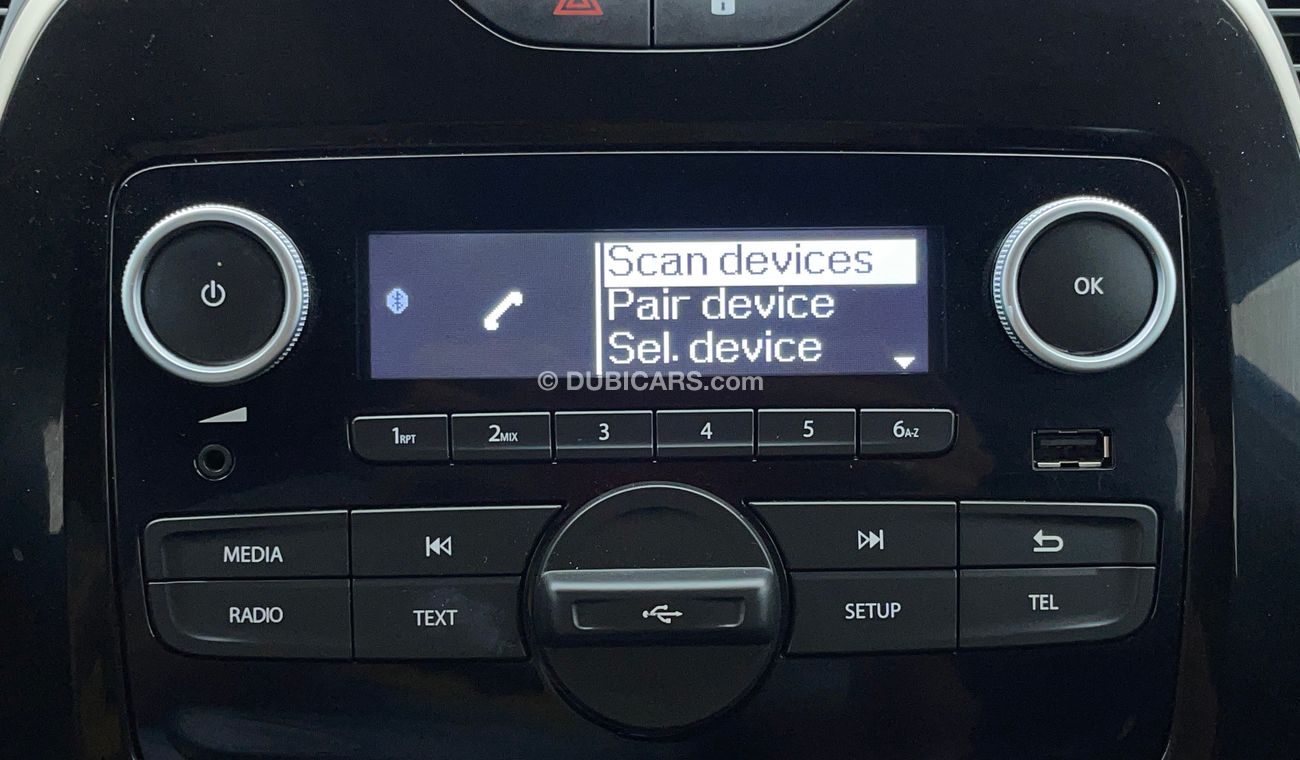 Scan devices
Pair device
Sel. device
OK
© DUBICARS.com
1RPT
2MIX
3
4
5
6A-Z
MEDIA
RADIO
TEXT
SETUP
TEL